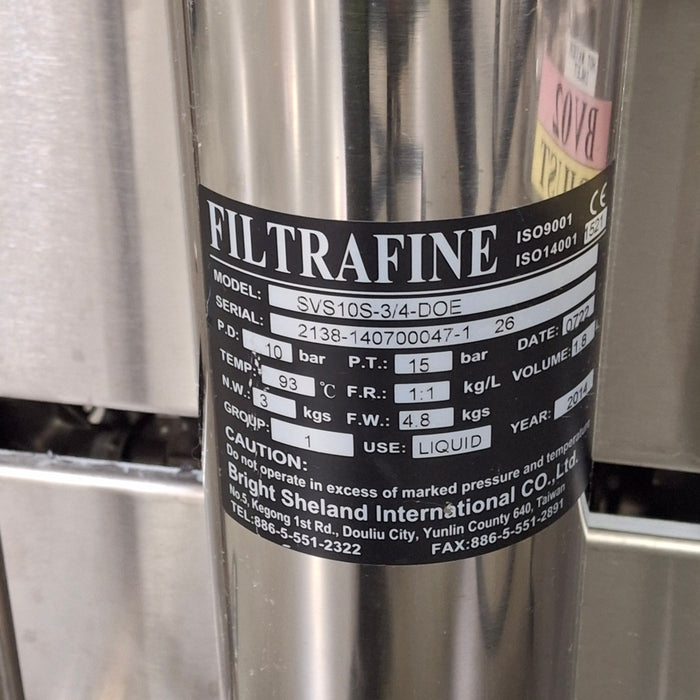 BV02
FILTRAFINE
ISO9001
ISO14001
CE
1521
MODEL: SVS10S-3/4-DOE
SERIAL: 2138-140700047-1 26
P.D: 10 bar P.T.: 15 bar DATE: 0722
TEMP: 93 °C F.R.: 1:1 kg/L VOLUME: 1.8 L
N.W.: 3 kgs F.W.: 4.8 kgs YEAR: 2014
GROUP: 1 USE: LIQUID
CAUTION:
Do not operate in excess of marked pressure and temperature
Bright Sheland International CO.,Ltd.
No.5, Kegong 1st Rd., Douliu City, Yunlin County 640, Taiwan
TEL:886-5-551-2322 FAX:886-5-551-2891